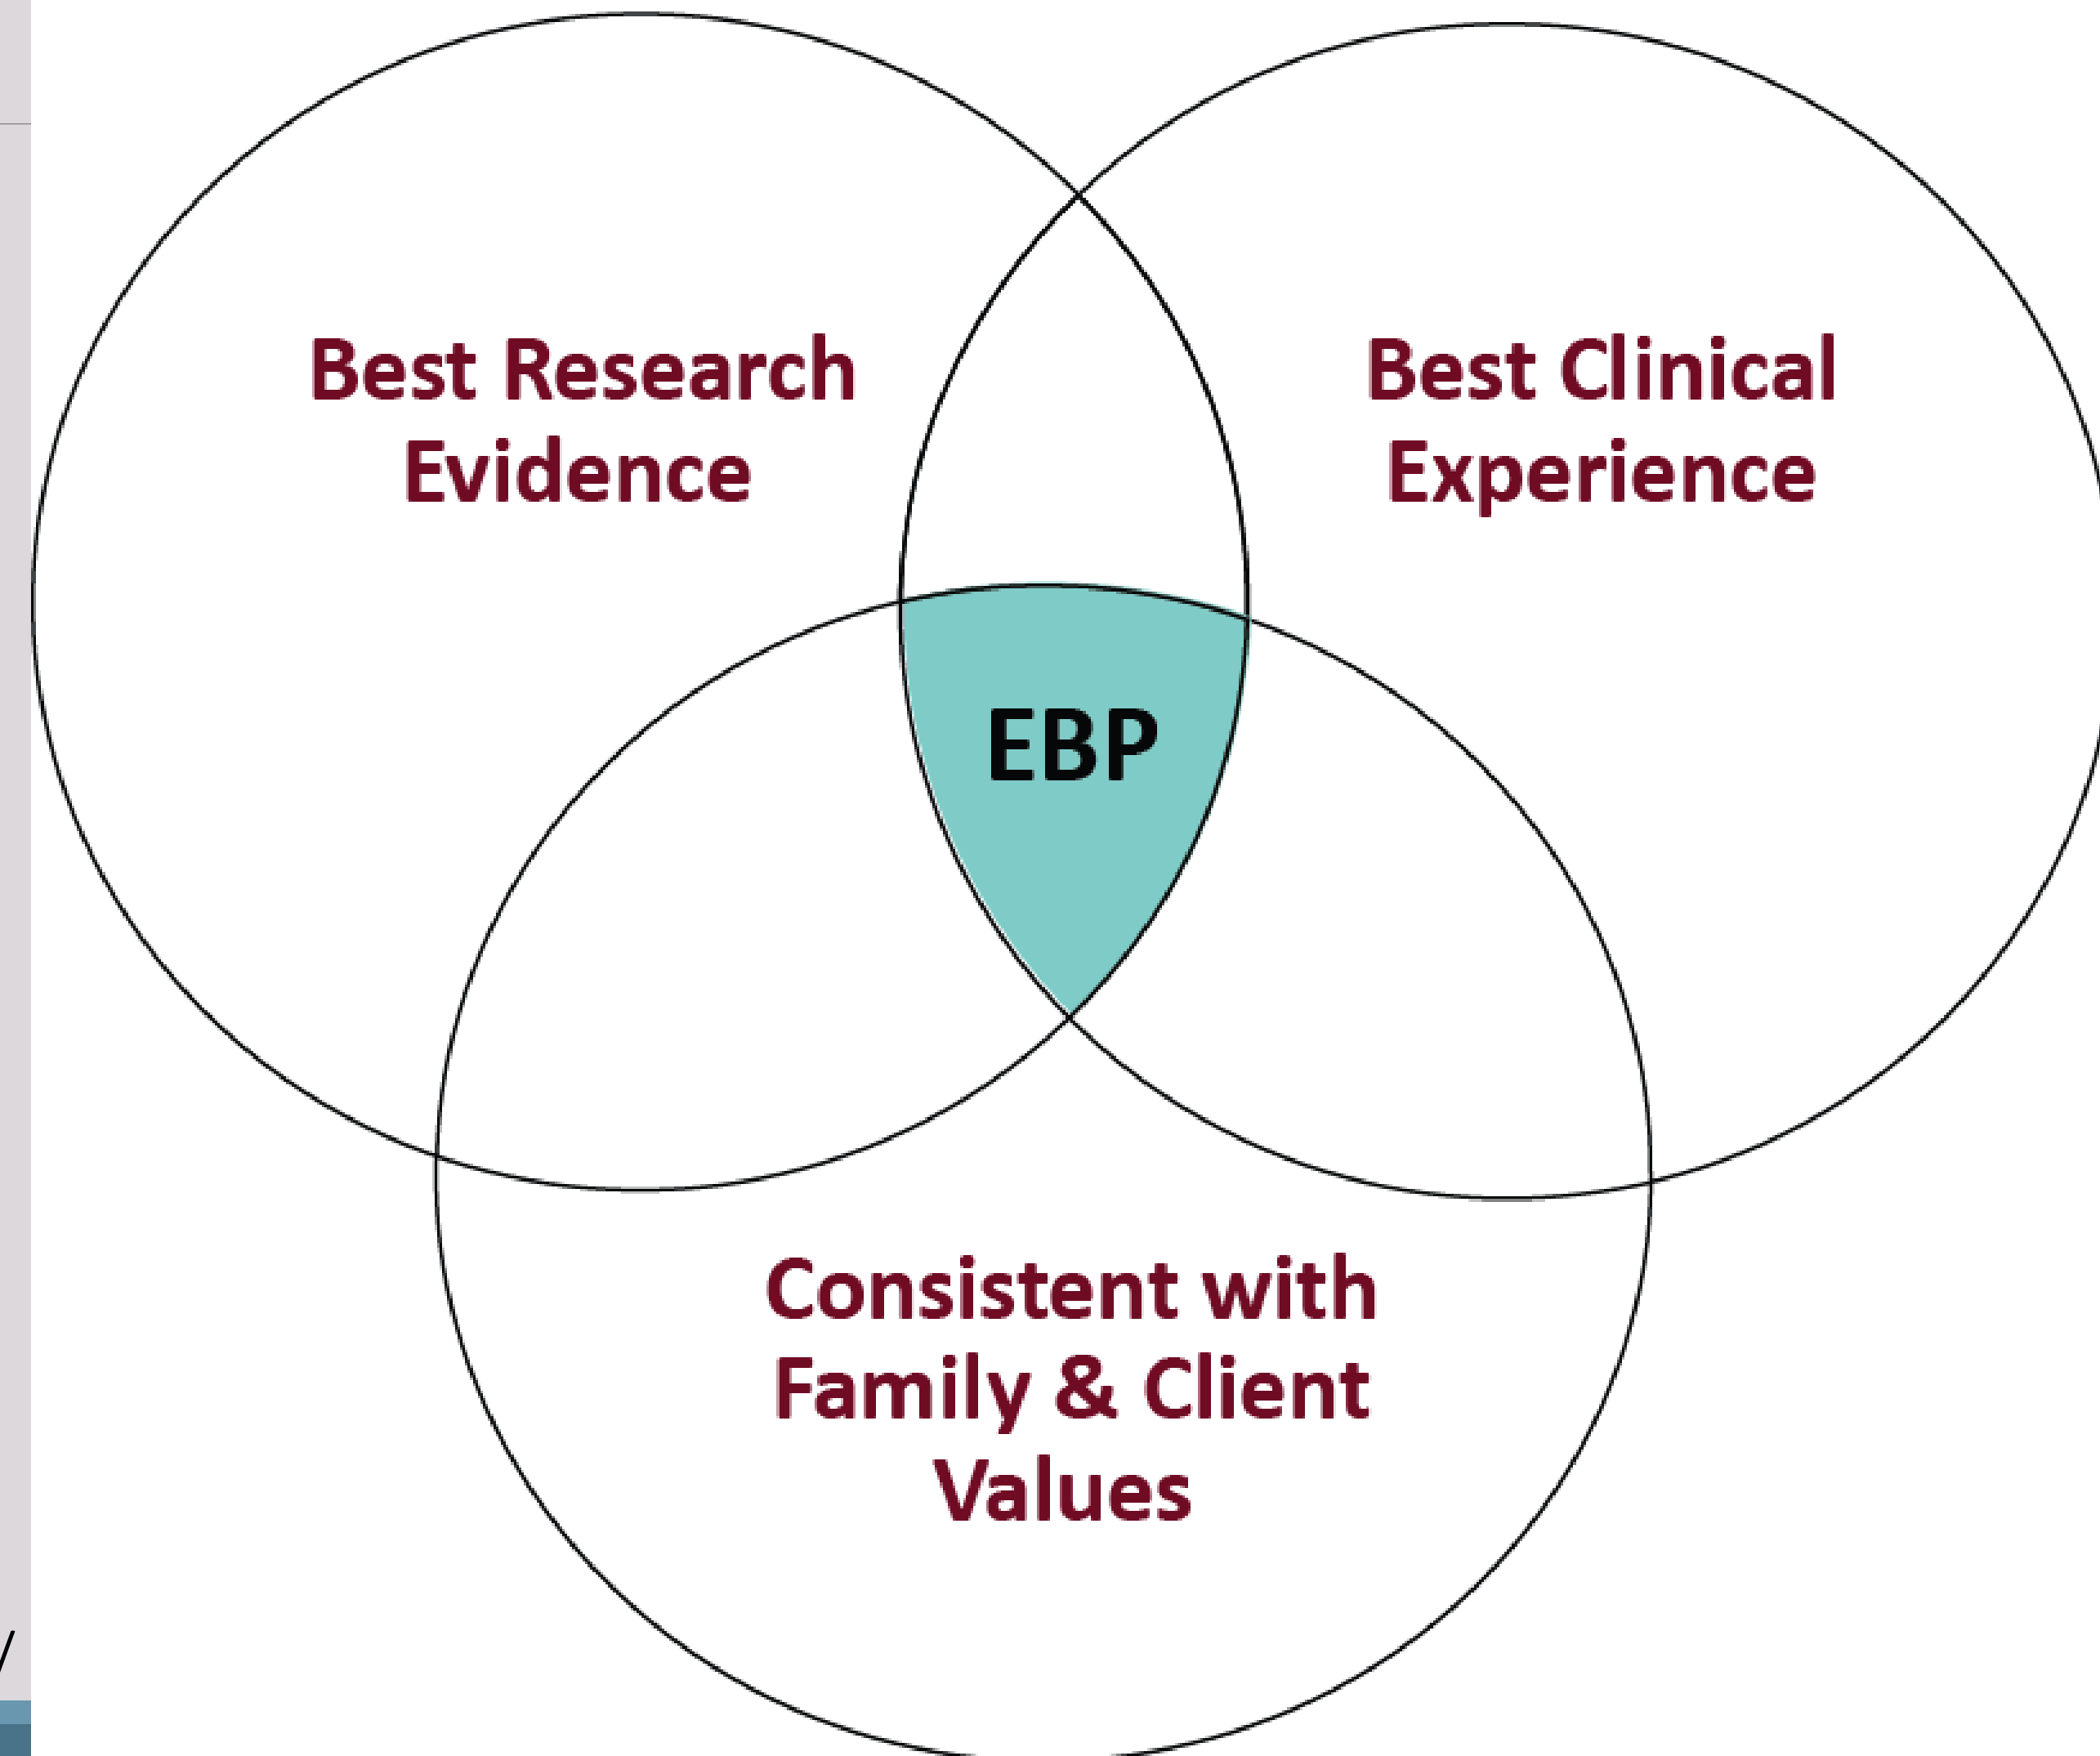 Best Research
Evidence
Best Clinical
Experience
EBP
Consistent with
Family & Client
Values
/